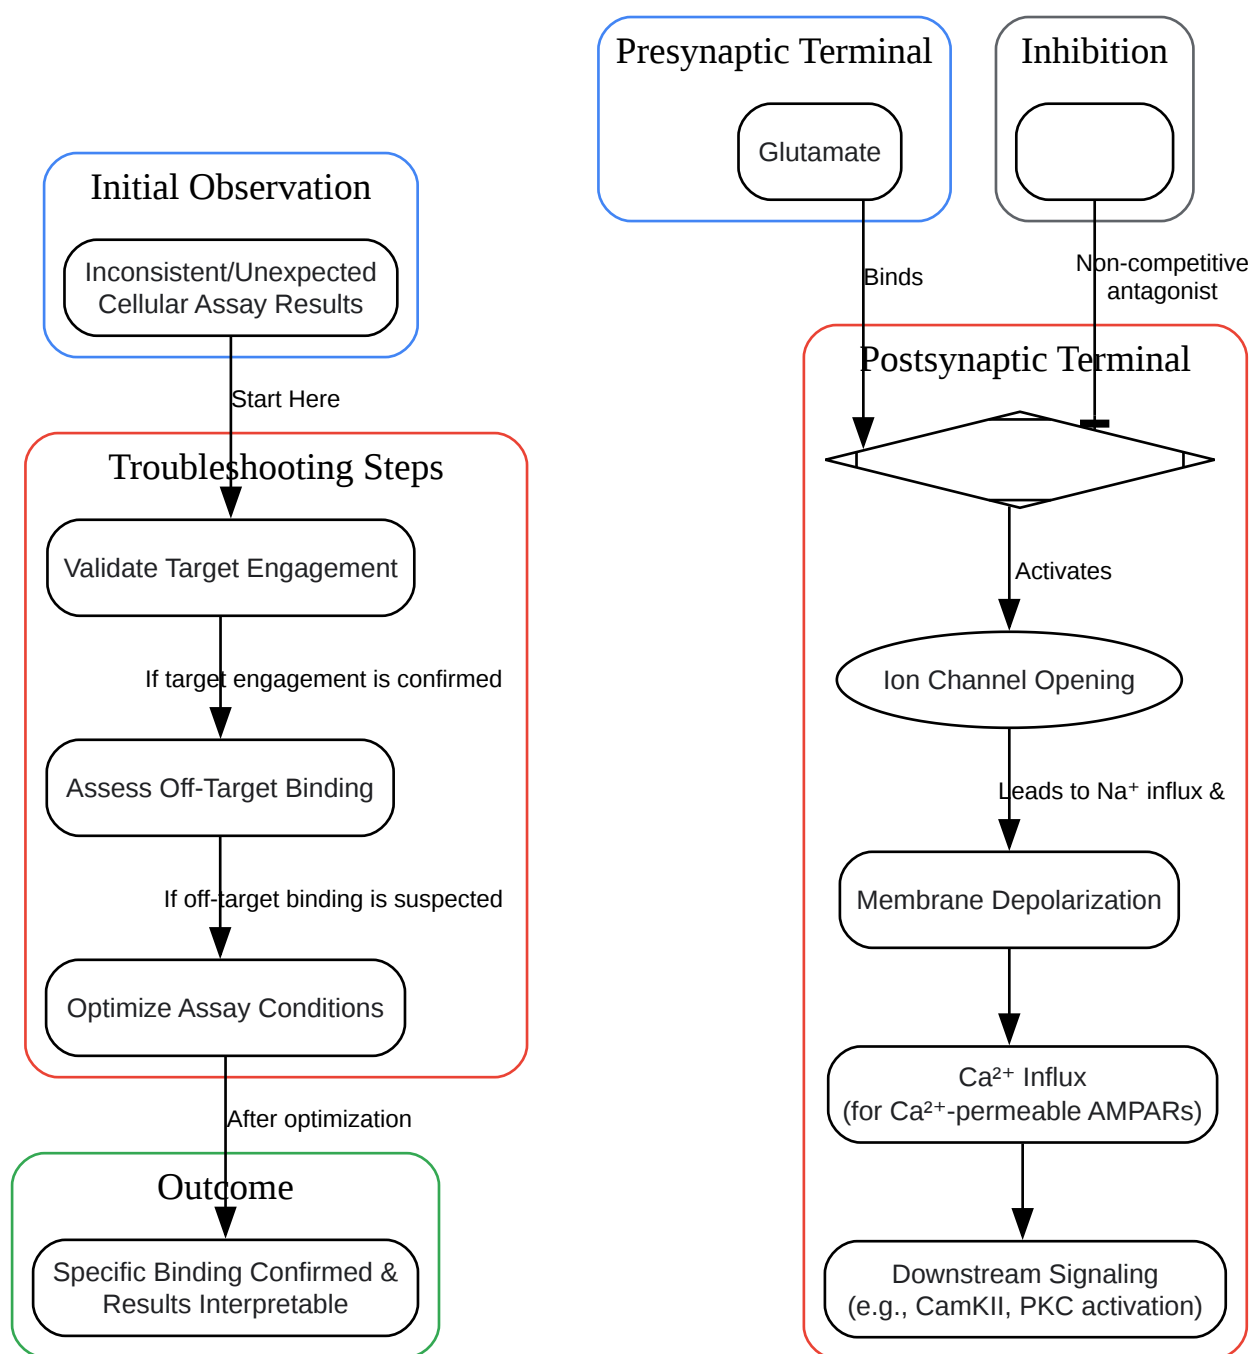 Initial Observation
Inconsistent/Unexpected
Cellular Assay Results
Start Here
Troubleshooting Steps
Validate Target Engagement
If target engagement is confirmed
Assess Off-Target Binding
If off-target binding is suspected
Optimize Assay Conditions
After optimization
Outcome
Specific Binding Confirmed &
Results Interpretable
Presynaptic Terminal
Glutamate
Inhibition
Binds
Non-competitive
antagonist
Postsynaptic Terminal
Activates
Ion Channel Opening
Leads to Na⁺ influx &
Membrane Depolarization
Ca²⁺ Influx
(for Ca²⁺-permeable AMPARs)
Downstream Signaling
(e.g., CamKII, PKC activation)